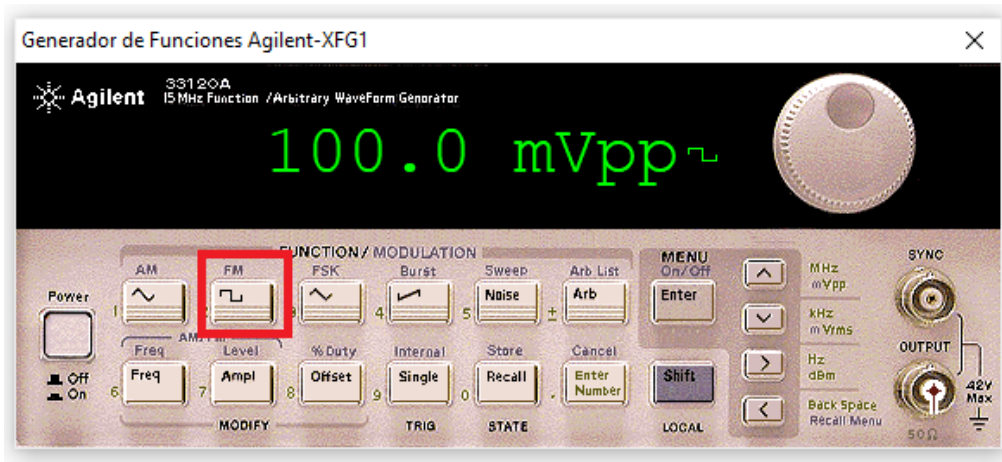 Generador de Funciones Agilent-XFG1
Agilent
33120A
15 MHz Function / Arbitrary WaveForm Generator
100.0 mVpp
FUNCTION / MODULATION
AM FM FSK Burst Sweep Arb List
MENU
On/Off
Power
1 3 4 5 Noise ± Arb Enter
MHz
mVpp
kHz
mVrms
Hz
dBm
Back Space
Recall Menu
SYNC
OUTPUT
Freq Level %Duty Internal Store Cancel
Off
On
6 Freq 7 Ampl 8 Offset 9 Single 0 Recall . Enter Number Shift
MODIFY TRIG STATE LOCAL
42V
Max
50Ω